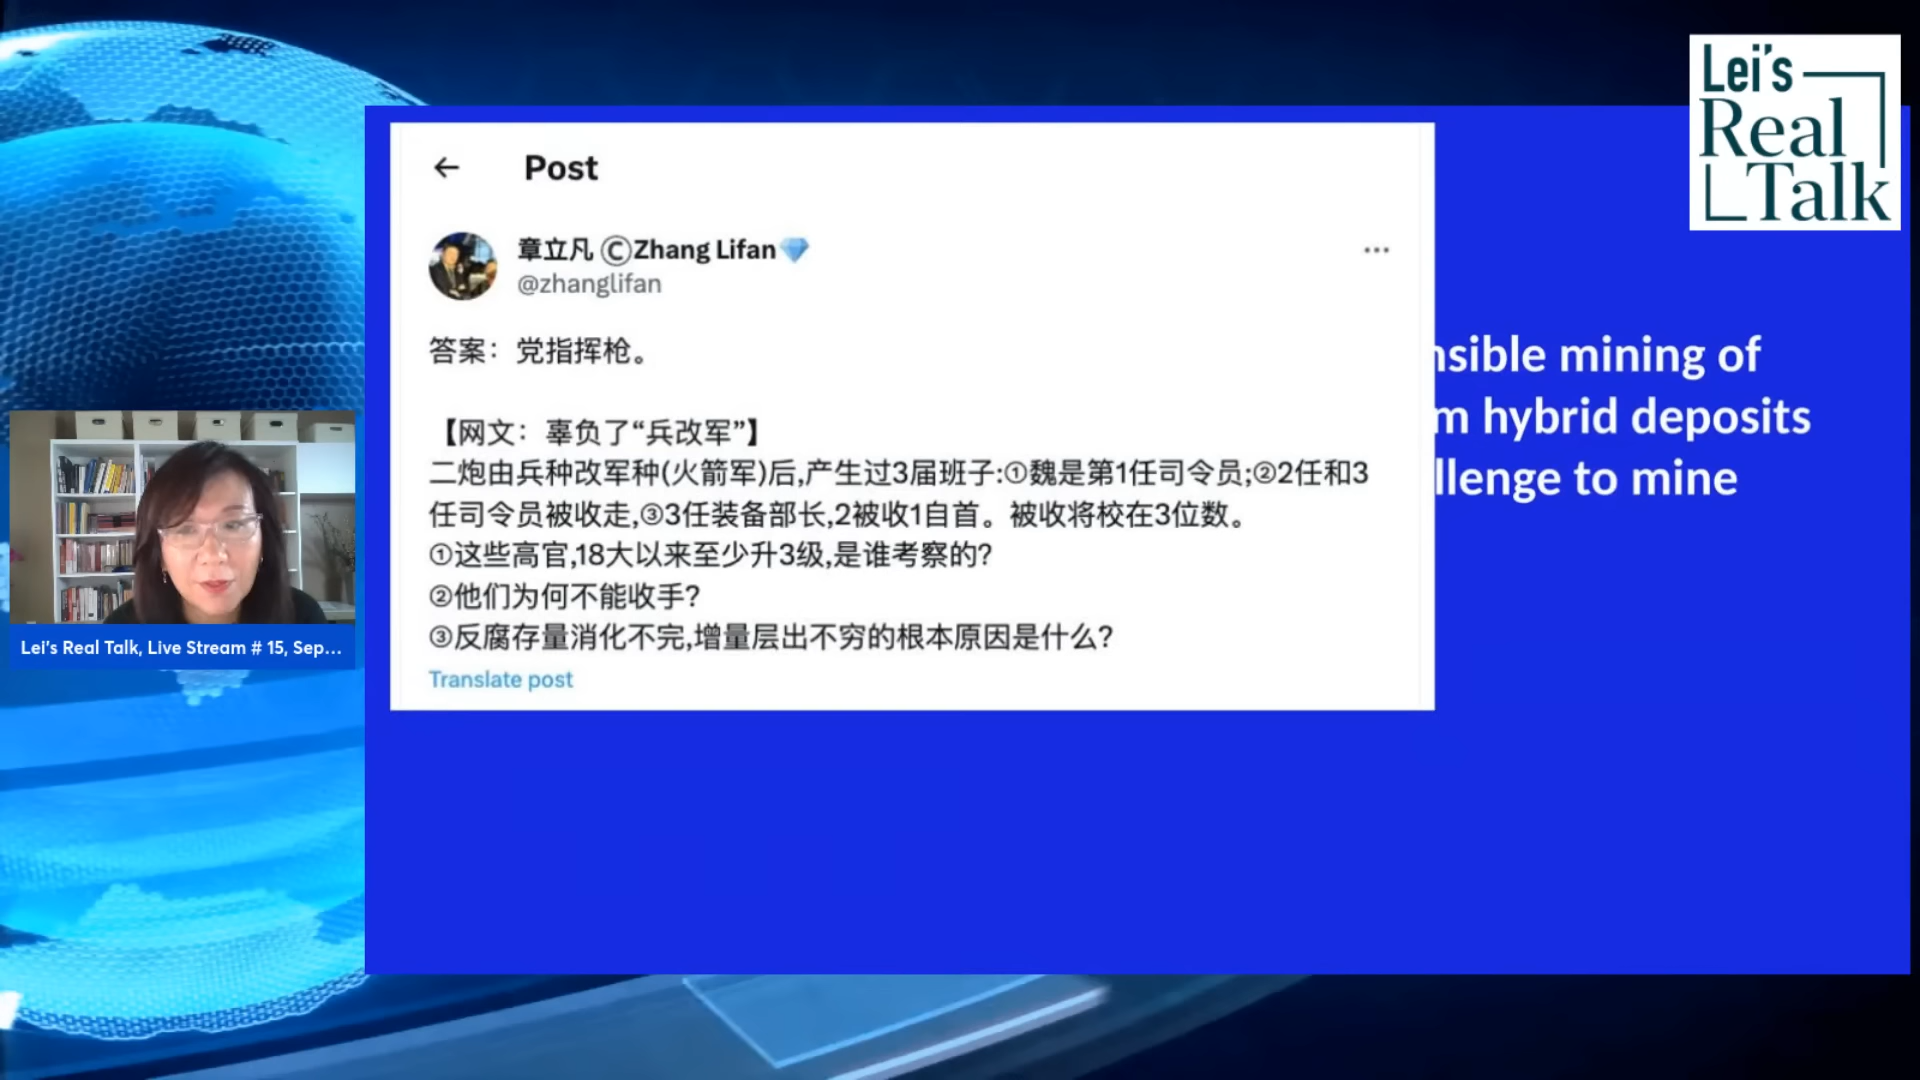 Lei's
Real
Talk
← Post
章立凡 ©Zhang Lifan💎
@zhanglifan
答案：党指挥枪。
【网文：辜负了“兵改军”】
二炮由兵种改军种(火箭军)后,产生过3届班子:①魏是第1任司令员;②2任和3
任司令员被收走,③3任装备部长,2被收1自首。被收将校在3位数。
①这些高官,18大以来至少升3级,是谁考察的?
②他们为何不能收手?
③反腐存量消化不完,增量层出不穷的根本原因是什么?
Translate post
nsible mining of
m hybrid deposits
llenge to mine
Lei's Real Talk, Live Stream # 15, Sep...